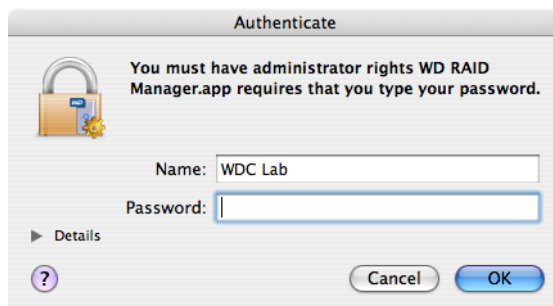 Authenticate
You must have administrator rights WD RAID
Manager.app requires that you type your password.
WD
Name: WDC Lab
Password:
Details
? Cancel OK